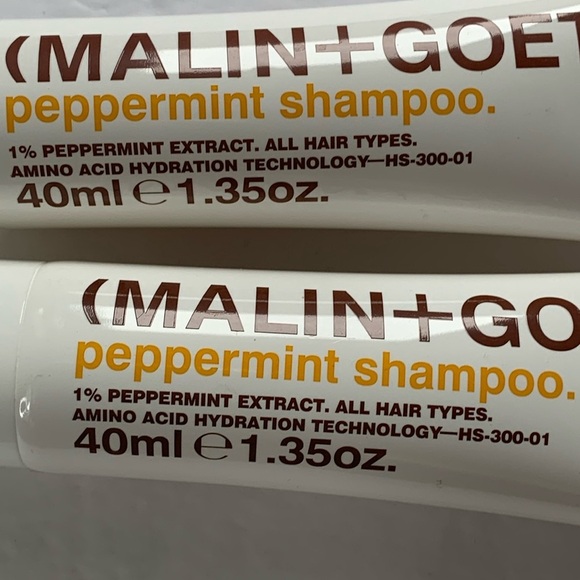 (MALIN+GOET
peppermint shampoo.
1% PEPPERMINT EXTRACT. ALL HAIR TYPES.
AMINO ACID HYDRATION TECHNOLOGY—HS-300-01
40ml ℮ 1.35oz.
(MALIN+GO
peppermint shampoo.
1% PEPPERMINT EXTRACT. ALL HAIR TYPES.
AMINO ACID HYDRATION TECHNOLOGY—HS-300-01
40ml ℮ 1.35oz.